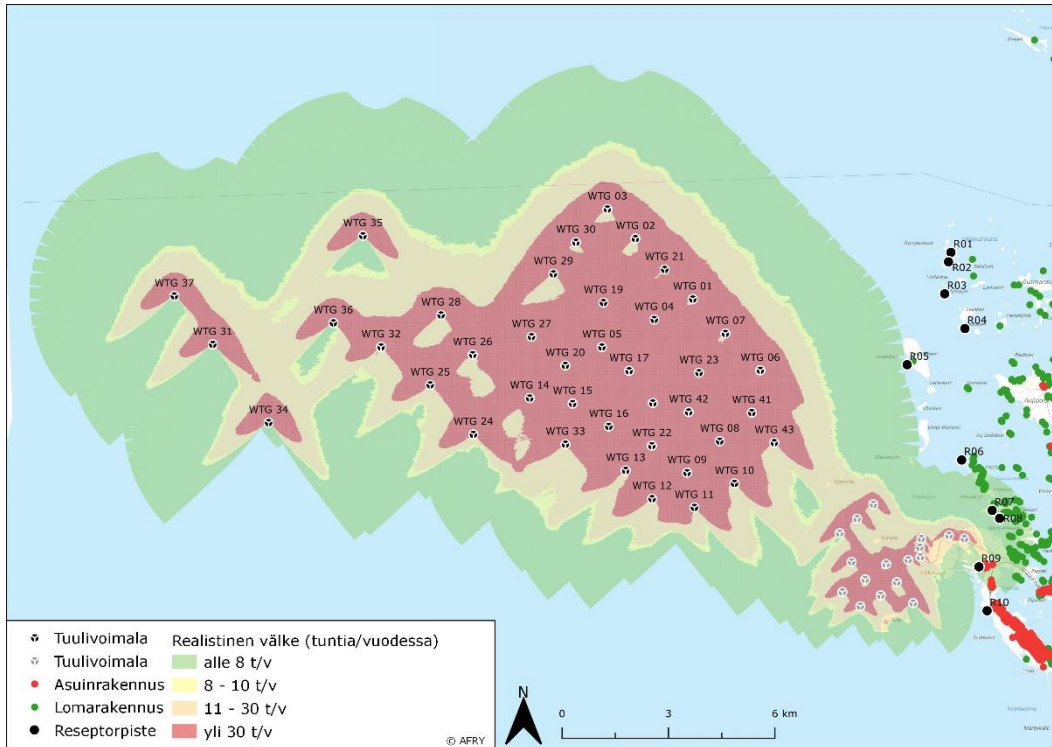 WTG 03
WTG 35
WTG 30
WTG 02
R01
R02
WTG 29
WTG 21
WTG 37
R03
WTG 28
WTG 19
WTG 01
WTG 36
WTG 04
R04
WTG 31
WTG 32
WTG 27
WTG 05
WTG 07
WTG 26
WTG 20
WTG 17
WTG 23
WTG 06
R05
WTG 25
WTG 14
WTG 15
WTG 34
WTG 42
WTG 41
WTG 24
WTG 16
WTG 33
WTG 22
WTG 08
WTG 43
R06
WTG 13
WTG 09
WTG 10
WTG 12
WTG 11
R07
R08
R09
R10
Tuulivoimala
Tuulivoimala
Asuinrakennus
Lomarakennus
Reseptorpiste
Realistinen välke (tuntia/vuodessa)
alle 8 t/v
8 - 10 t/v
11 - 30 t/v
yli 30 t/v
© AFRY
N
0 3 6 km